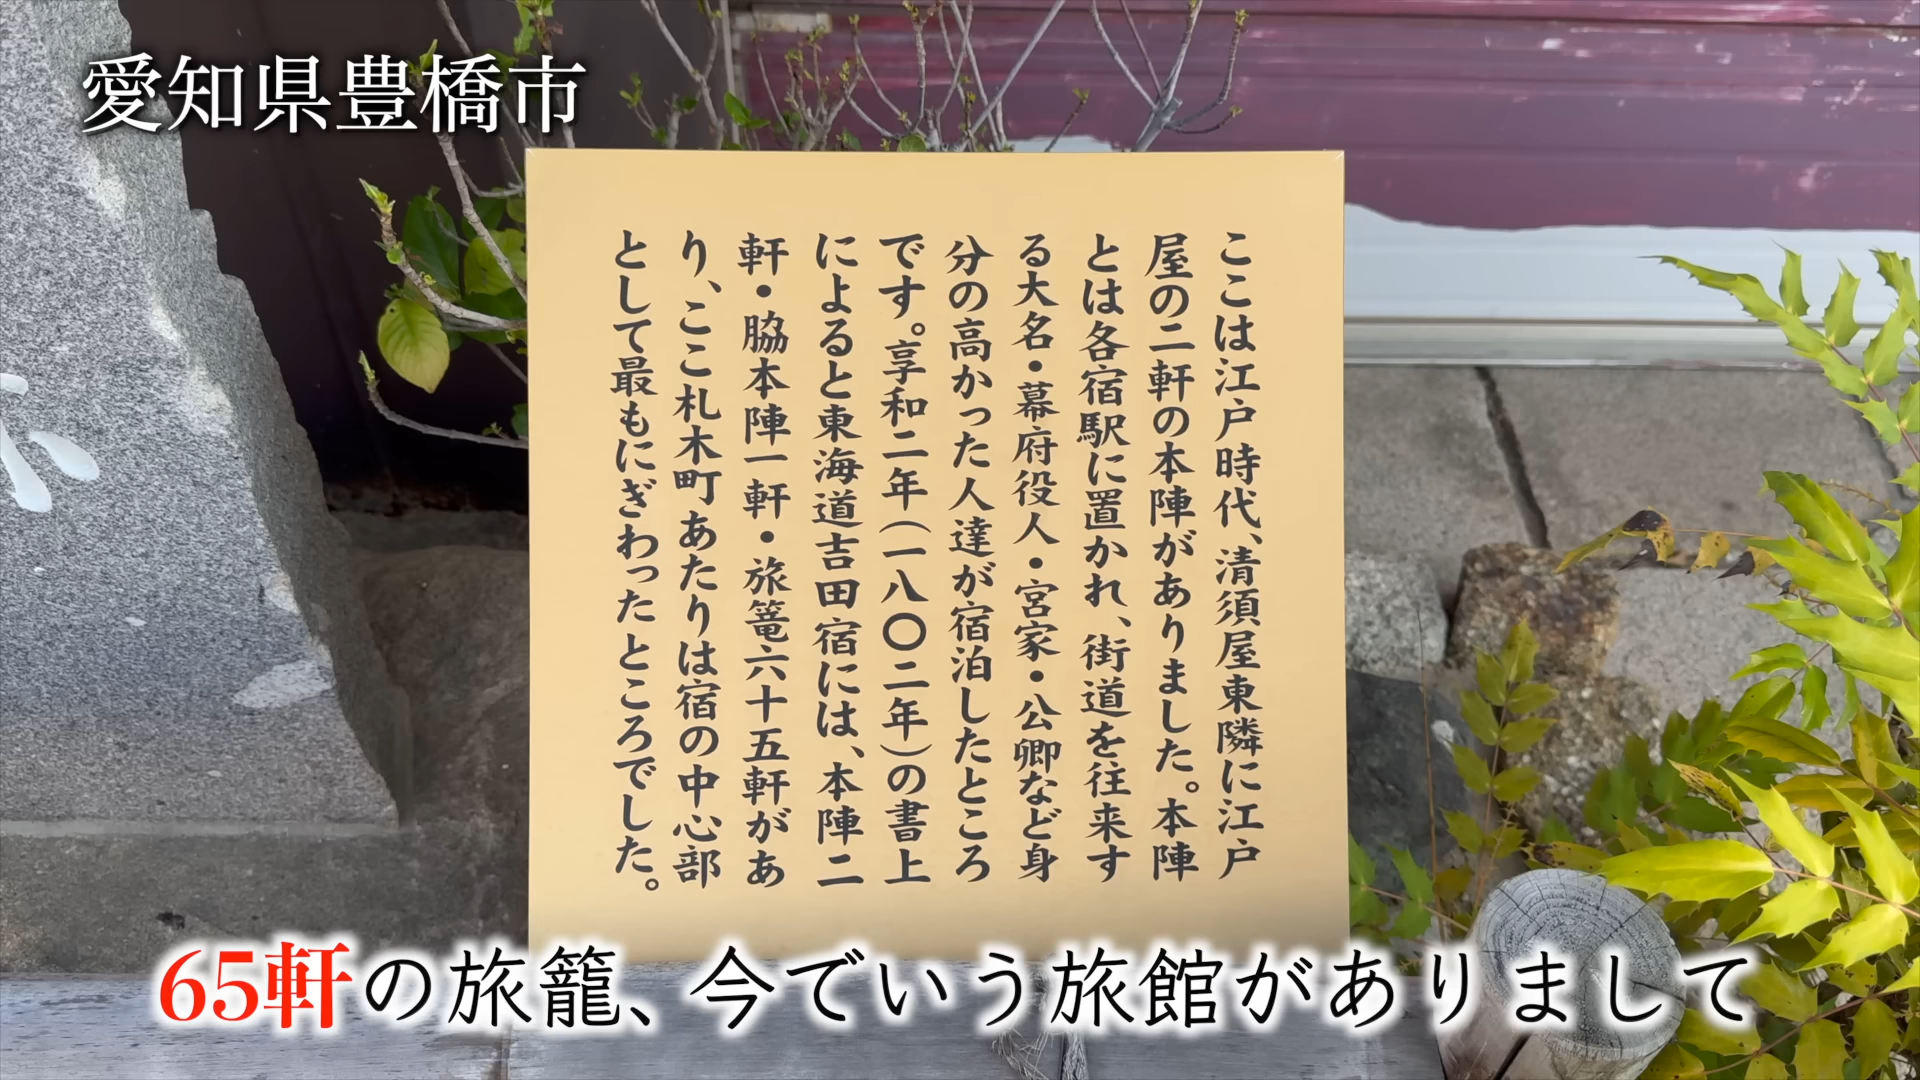 愛知県豊橋市
ここは江戸時代、清須屋東隣に江戸
屋の二軒の本陣がありました。本陣
とは各宿駅に置かれ、街道を往来す
る大名・幕府役人・宮家・公卿など身
分の高かった人達が宿泊したところ
です。享和二年（一八〇二年）の書上
によると東海道吉田宿には、本陣二
軒・脇本陣一軒・旅篭六十五軒があ
り、ここ札木町あたりは宿の中心部
として最もにぎわったところでした。
65軒の旅籠、今でいう旅館がありまして